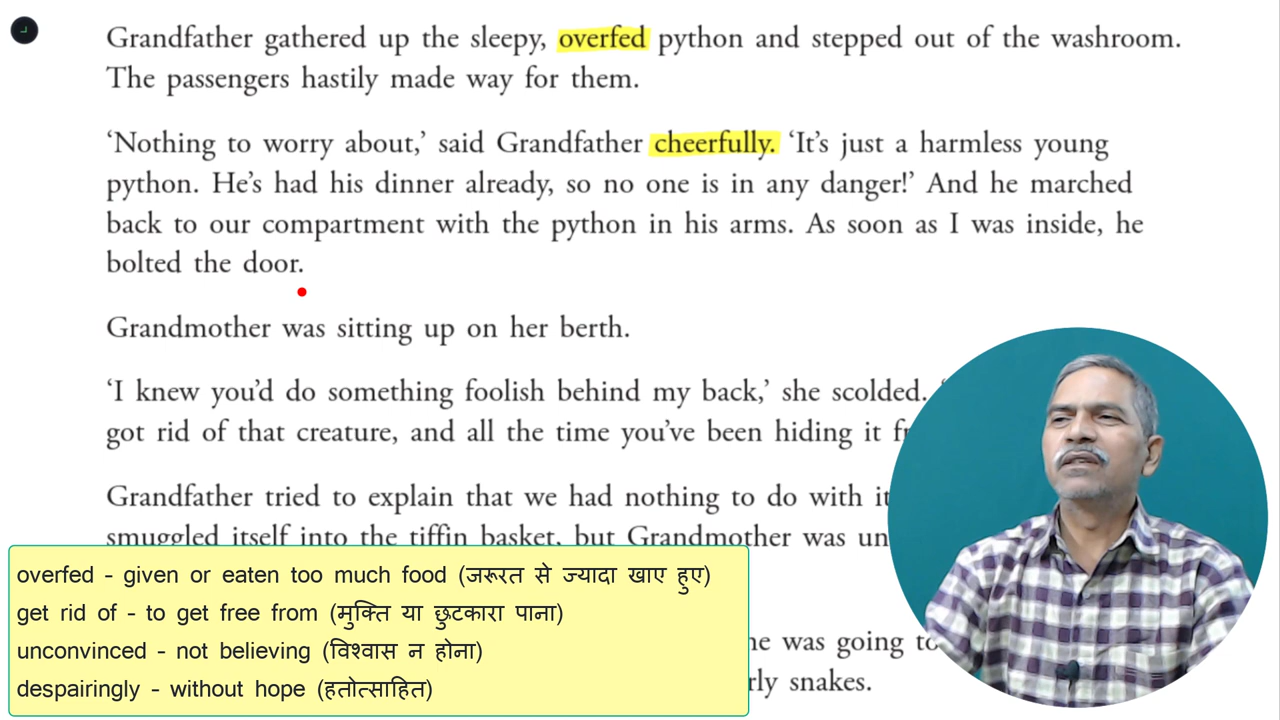 Grandfather gathered up the sleepy, overfed python and stepped out of the washroom.
The passengers hastily made way for them.
‘Nothing to worry about,’ said Grandfather cheerfully. ‘It’s just a harmless young
python. He’s had his dinner already, so no one is in any danger!’ And he marched
back to our compartment with the python in his arms. As soon as I was inside, he
bolted the door.
Grandmother was sitting up on her berth.
‘I knew you’d do something foolish behind my back,’ she scolded.
got rid of that creature, and all the time you’ve been hiding it
Grandfather tried to explain that we had nothing to do with
smuggled itself into the tiffin basket, but Grandmother was
was going to
snakes.
overfed - given or eaten too much food (जरूरत से ज्यादा खाए हुए)
get rid of - to get free from (मुक्ति या छुटकारा पाना)
unconvinced - not believing (विश्वास न होना)
despairingly - without hope (हतोत्साहित)